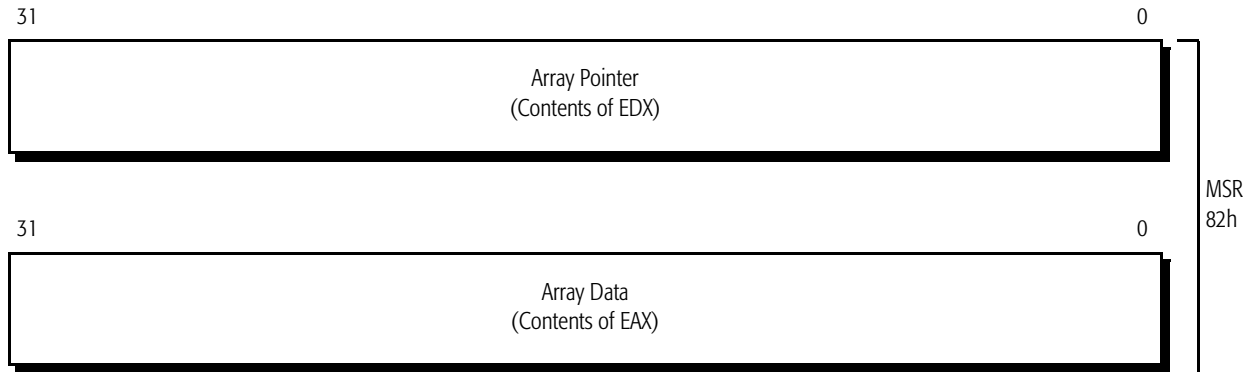 31 0
Array Pointer
(Contents of EDX)
MSR
82h
31 0
Array Data
(Contents of EAX)